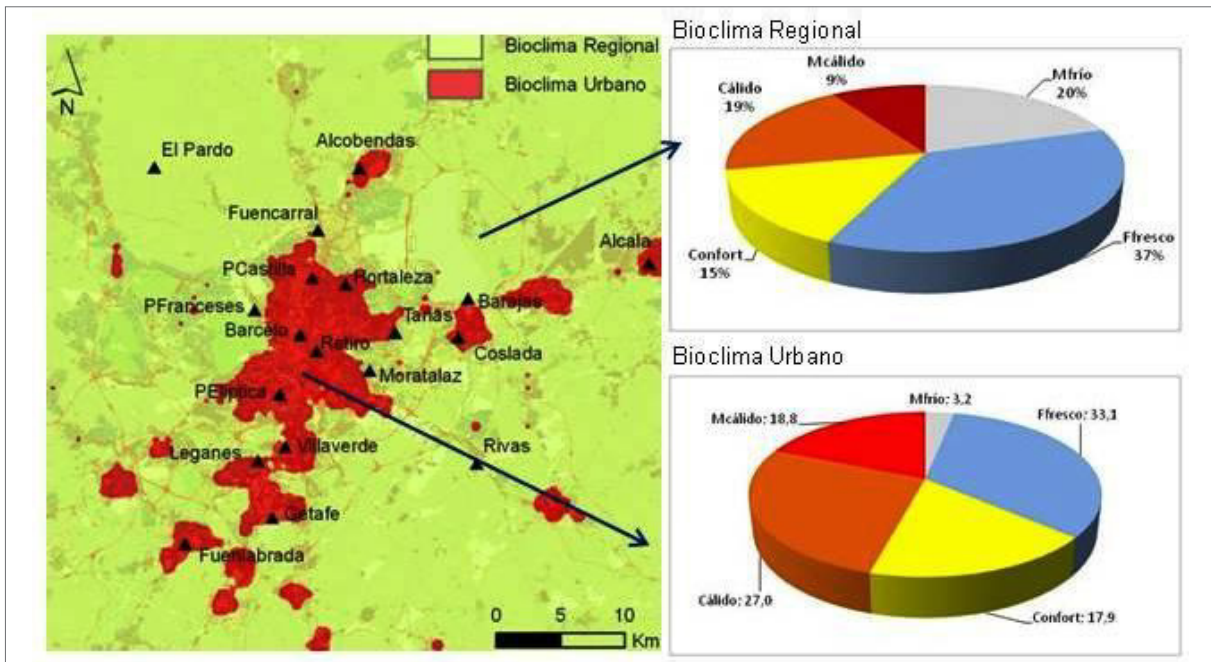 Bioclima Regional
Bioclima Urbano
N
El Pardo
Alcobendas
Fuencarral
Alcala
PCastilla
Hortaleza
PFranceses
Barajas
Tanas
Barcelo
Retiro
Coslada
Moratalaz
PEliptica
Villaverde
Rivas
Leganes
Getafe
Fuenlabrada
0 5 10
Km
Bioclima Regional
Mcálido
9%
Mfrío
20%
Cálido
19%
Confort
15%
Ffresco
37%
Bioclima Urbano
Mfrío: 3,2
Mcálido: 18,8
Ffresco: 33,1
Cálido: 27,0
Confort: 17,9